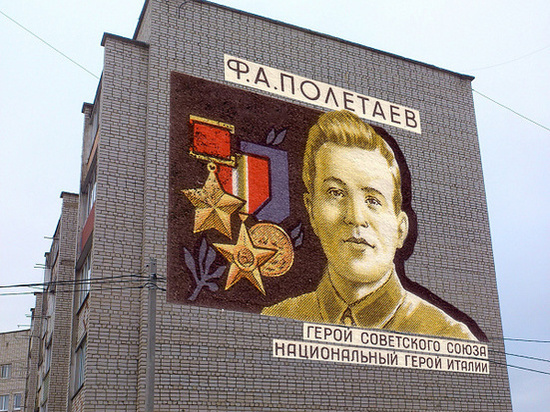 Ф.А.ПОЛЕТАЕВ
ГЕРОЙ СОВЕТСКОГО СОЮЗА
НАЦИОНАЛЬНЫЙ ГЕРОЙ ИТАЛИИ